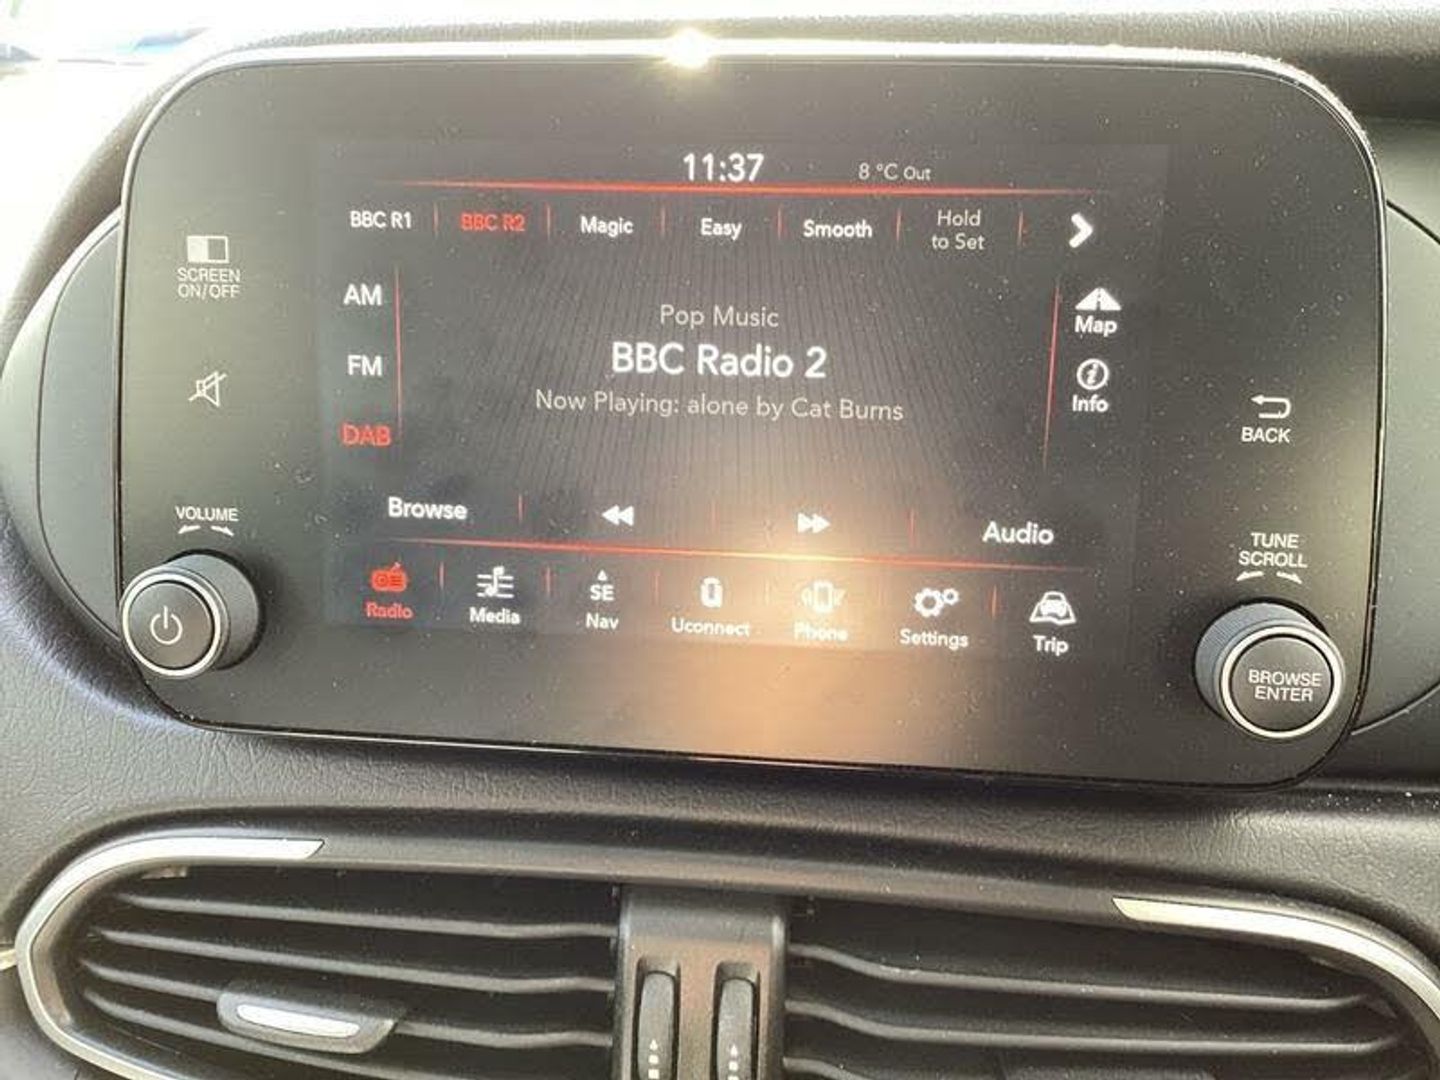 11:37 8 °C Out
BBC R1 BBC R2 Magic Easy Smooth Hold to Set
SCREEN ON/OFF
AM
FM
DAB
Pop Music
BBC Radio 2
Now Playing: alone by Cat Burns
Map
Info
BACK
Browse Audio
VOLUME
TUNE
SCROLL
Radio Media SE Nav Uconnect Phone Settings Trip
BROWSE
ENTER